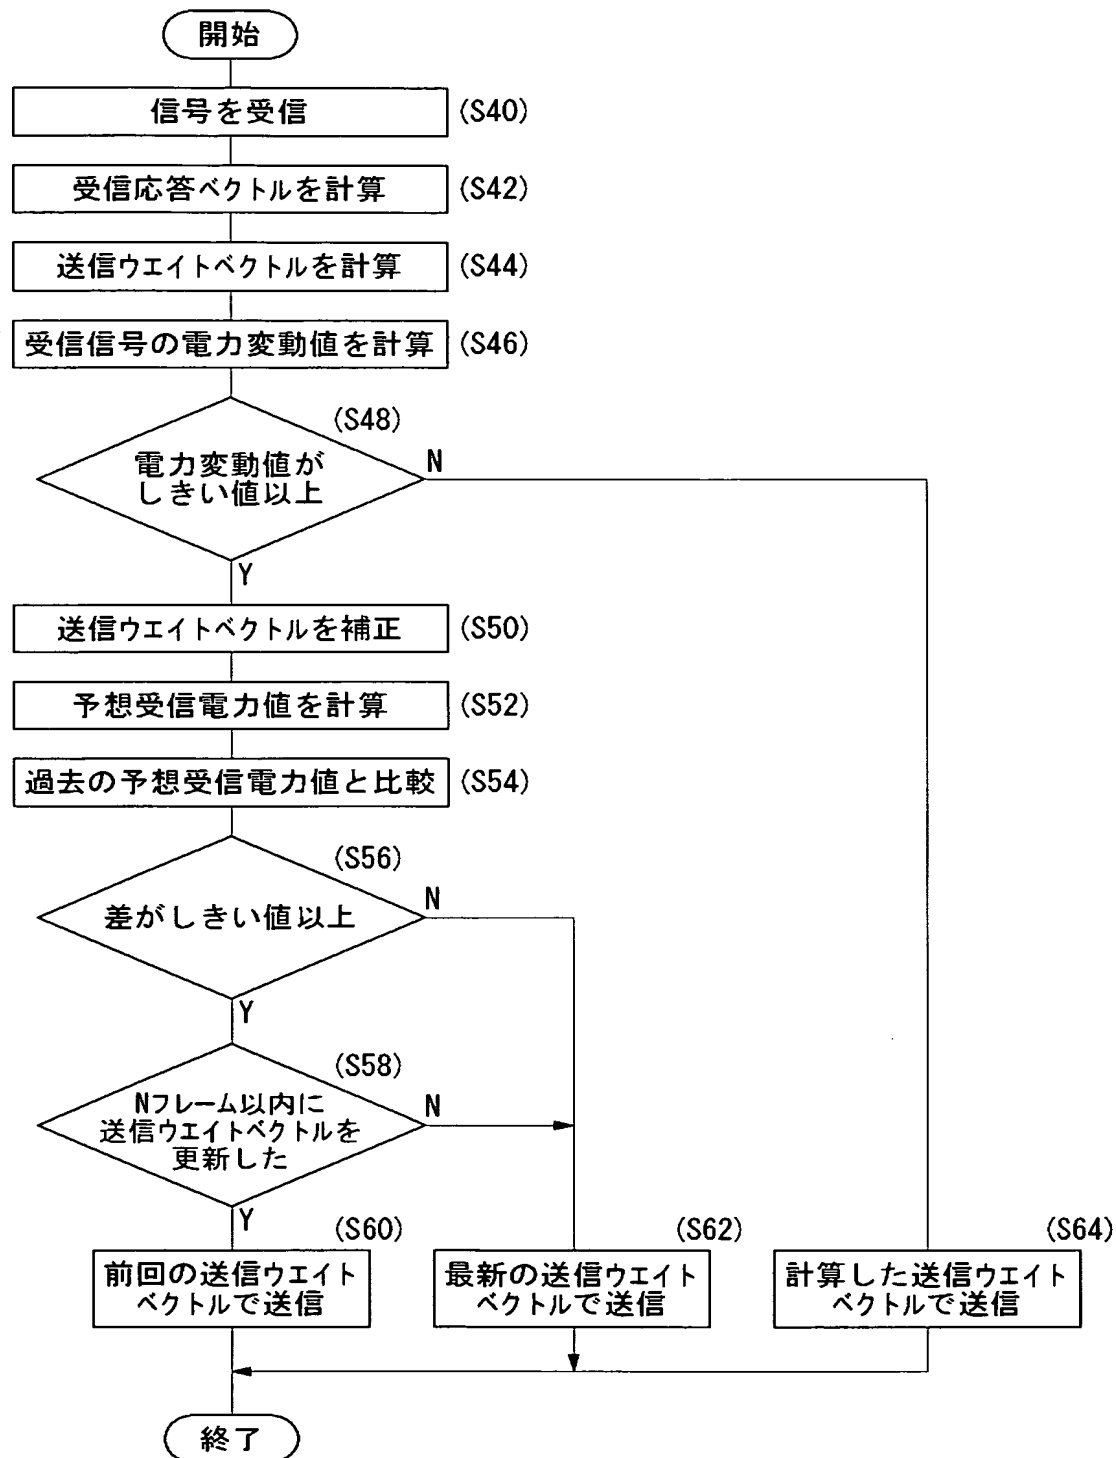 開始
信号を受信 (S40)
受信応答ベクトルを計算 (S42)
送信ウエイトベクトルを計算 (S44)
受信信号の電力変動値を計算 (S46)
(S48)
電力変動値が
しきい値以上
N
Y
送信ウエイトベクトルを補正 (S50)
予想受信電力値を計算 (S52)
過去の予想受信電力値と比較 (S54)
(S56)
差がしきい値以上
N
Y
(S58)
Nフレーム以内に
送信ウエイトベクトルを
更新した
N
Y
(S60)
前回の送信ウエイト
ベクトルで送信
(S62)
最新の送信ウエイト
ベクトルで送信
(S64)
計算した送信ウエイト
ベクトルで送信
終了